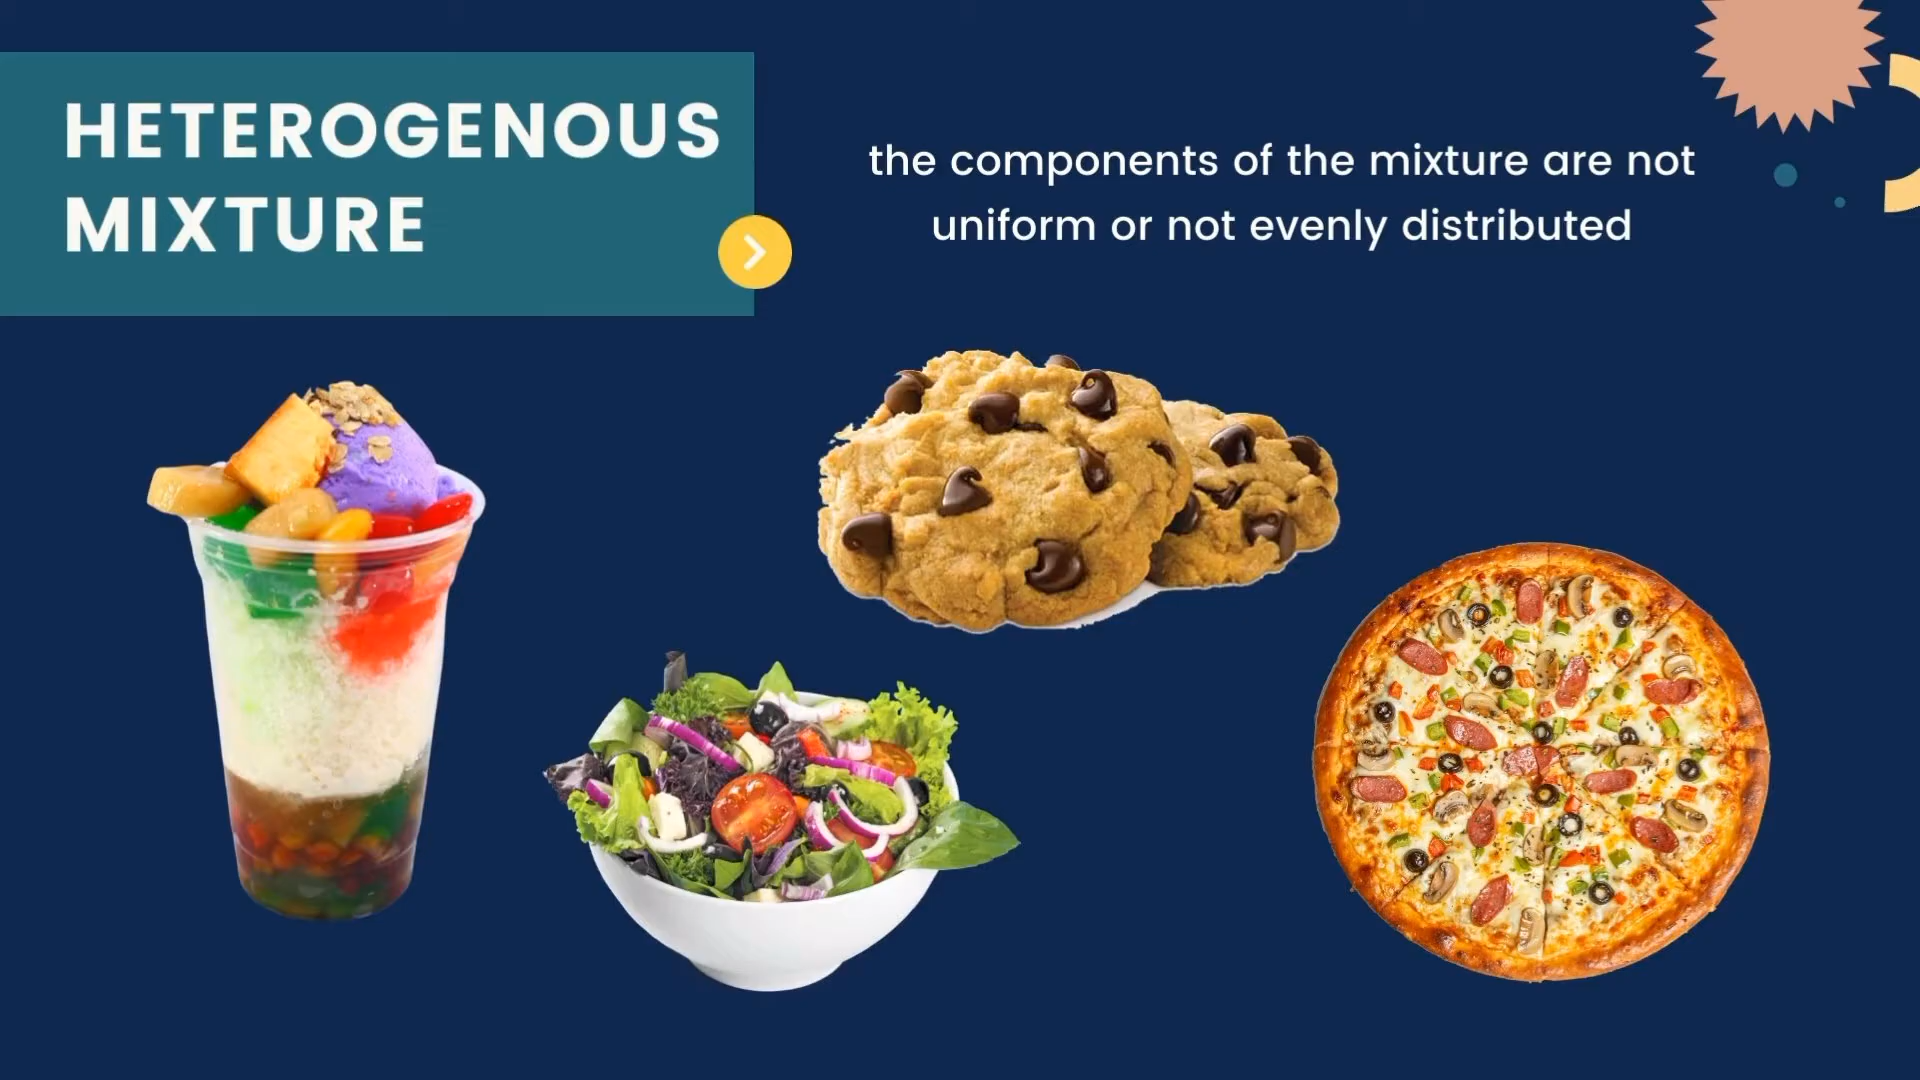 HETEROGENOUS
MIXTURE
the components of the mixture are not
uniform or not evenly distributed